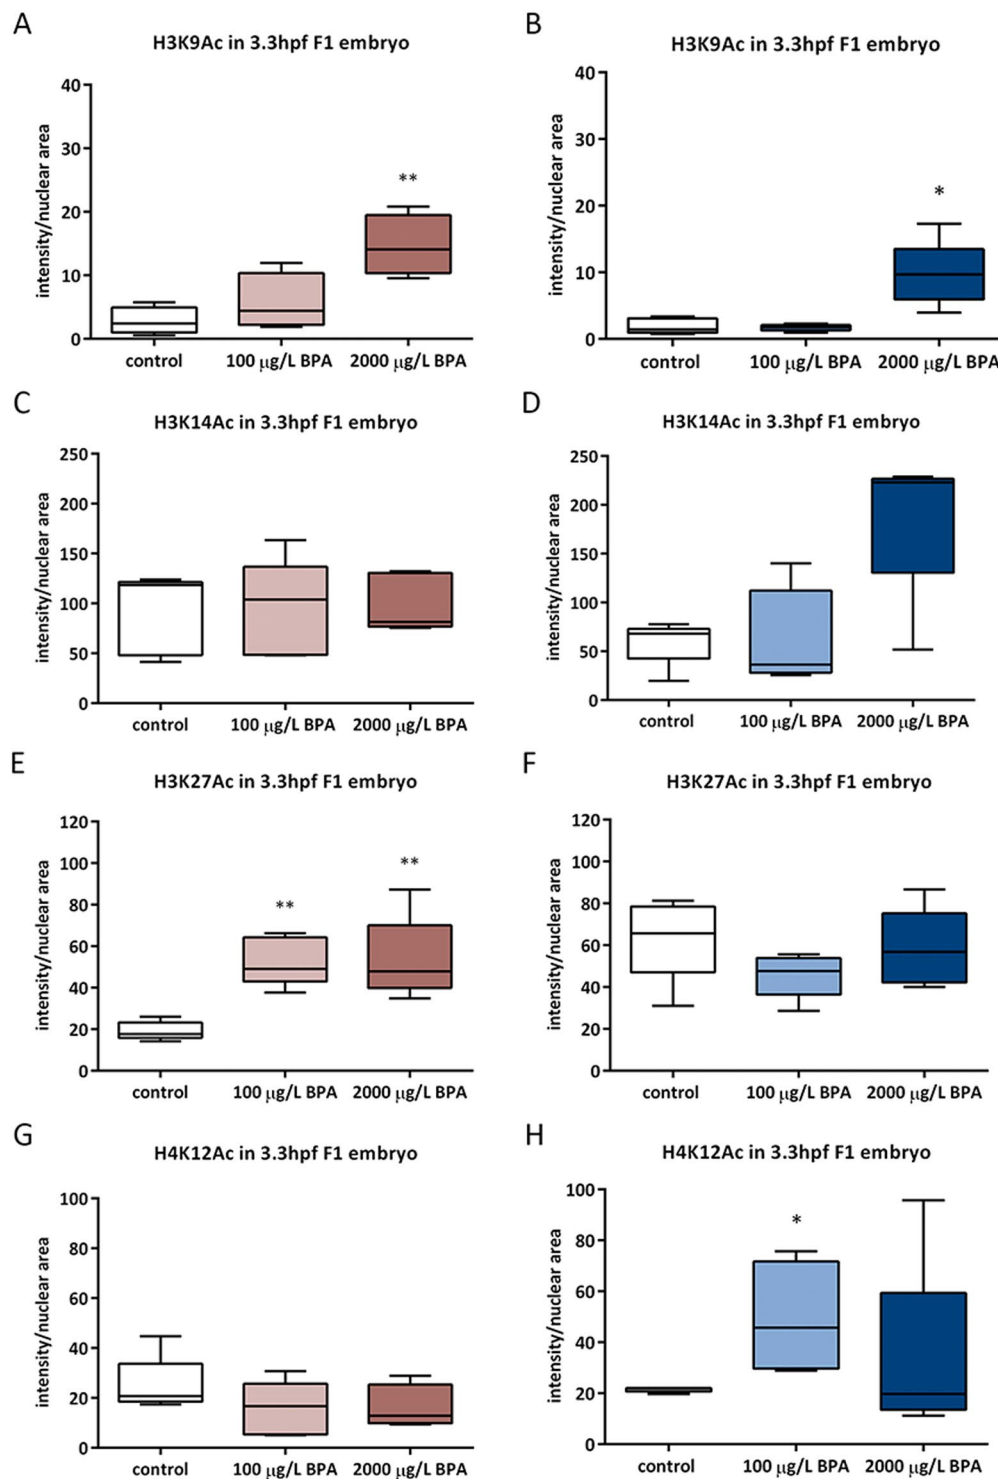 A
H3K9Ac in 3.3hpf F1 embryo
intensity/nuclear area
40
30
20
10
0
**
control
100 μg/L BPA
2000 μg/L BPA
B
H3K9Ac in 3.3hpf F1 embryo
intensity/nuclear area
40
30
20
10
0
*
control
100 μg/L BPA
2000 μg/L BPA
C
H3K14Ac in 3.3hpf F1 embryo
intensity/nuclear area
250
200
150
100
50
0
control
100 μg/L BPA
2000 μg/L BPA
D
H3K14Ac in 3.3hpf F1 embryo
intensity/nuclear area
250
200
150
100
50
0
control
100 μg/L BPA
2000 μg/L BPA
E
H3K27Ac in 3.3hpf F1 embryo
intensity/nuclear area
120
100
80
60
40
20
0
**
**
control
100 μg/L BPA
2000 μg/L BPA
F
H3K27Ac in 3.3hpf F1 embryo
intensity/nuclear area
120
100
80
60
40
20
0
control
100 μg/L BPA
2000 μg/L BPA
G
H4K12Ac in 3.3hpf F1 embryo
intensity/nuclear area
100
80
60
40
20
0
control
100 μg/L BPA
2000 μg/L BPA
H
H4K12Ac in 3.3hpf F1 embryo
intensity/nuclear area
100
80
60
40
20
0
*
control
100 μg/L BPA
2000 μg/L BPA